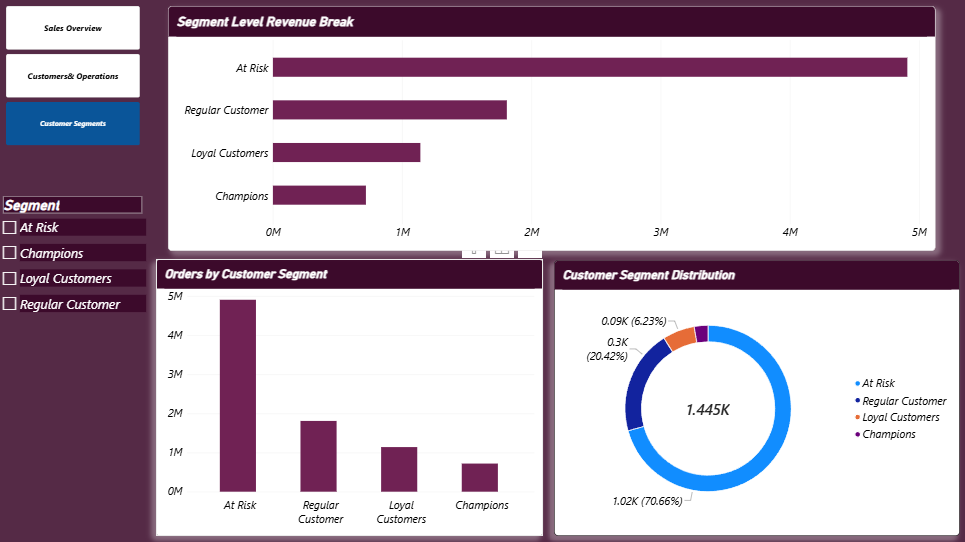 Sales Overview
Customers& Operations
Customer Segments
Segment
At Risk
Champions
Loyal Customers
Regular Customer
Segment Level Revenue Break
At Risk
Regular Customer
Loyal Customers
Champions
0M 1M 2M 3M 4M 5M
Orders by Customer Segment
5M
4M
3M
2M
1M
0M
At Risk
Regular
Customer
Loyal
Customers
Champions
Customer Segment Distribution
0.09K (6.23%)
0.3K
(20.42%)
1.445K
1.02K (70.66%)
At Risk
Regular Customer
Loyal Customers
Champions